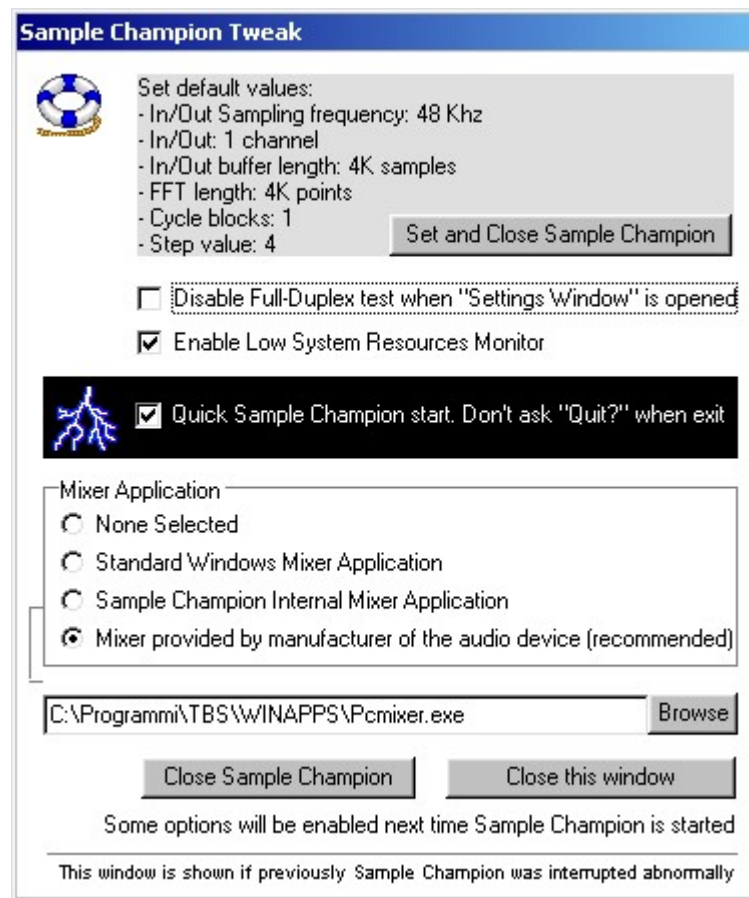 Sample Champion Tweak
Set default values:
- In/Out Sampling frequency: 48 Khz
- In/Out: 1 channel
- In/Out buffer length: 4K samples
- FFT length: 4K points
- Cycle blocks: 1
- Step value: 4
Set and Close Sample Champion
Disable Full-Duplex test when "Settings Window" is opened
Enable Low System Resources Monitor
Quick Sample Champion start. Don't ask "Quit?" when exit
Mixer Application
None Selected
Standard Windows Mixer Application
Sample Champion Internal Mixer Application
Mixer provided by manufacturer of the audio device (recommended)
C:\Programmi\TBS\WINAPPS\Pcmixer.exe
Browse
Close Sample Champion
Close this window
Some options will be enabled next time Sample Champion is started
This window is shown if previously Sample Champion was interrupted abnormally